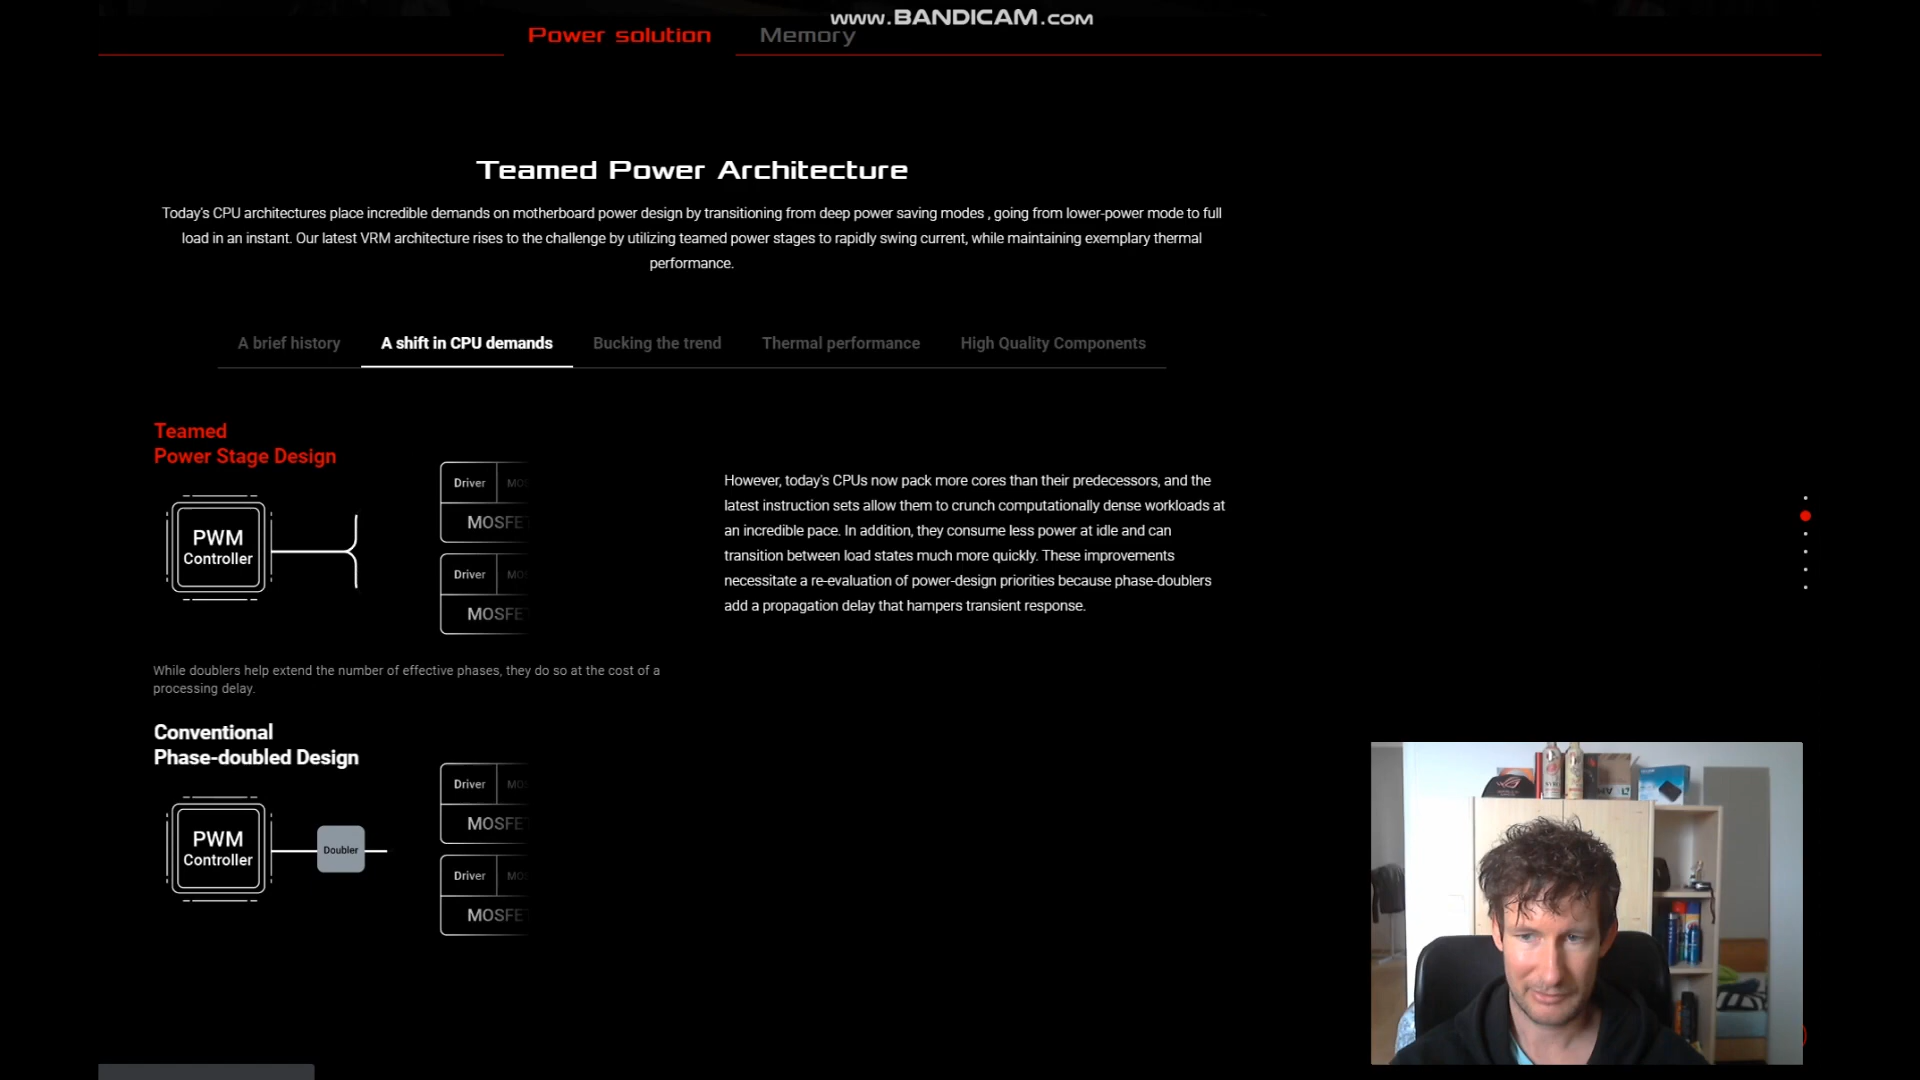 www.BANDICAM.com
Power solution
Memory
Teamed Power Architecture
Today's CPU architectures place incredible demands on motherboard power design by transitioning from deep power saving modes , going from lower-power mode to full
load in an instant. Our latest VRM architecture rises to the challenge by utilizing teamed power stages to rapidly swing current, while maintaining exemplary thermal
performance.
A brief history
A shift in CPU demands
Bucking the trend
Thermal performance
High Quality Components
Teamed
Power Stage Design
PWM
Controller
Driver
MOSFE
Driver
MOSFE
However, today's CPUs now pack more cores than their predecessors, and the
latest instruction sets allow them to crunch computationally dense workloads at
an incredible pace. In addition, they consume less power at idle and can
transition between load states much more quickly. These improvements
necessitate a re-evaluation of power-design priorities because phase-doublers
add a propagation delay that hampers transient response.
While doublers help extend the number of effective phases, they do so at the cost of a
processing delay.
Conventional
Phase-doubled Design
PWM
Controller
Doubler
Driver
MOSFE
Driver
MOSFE